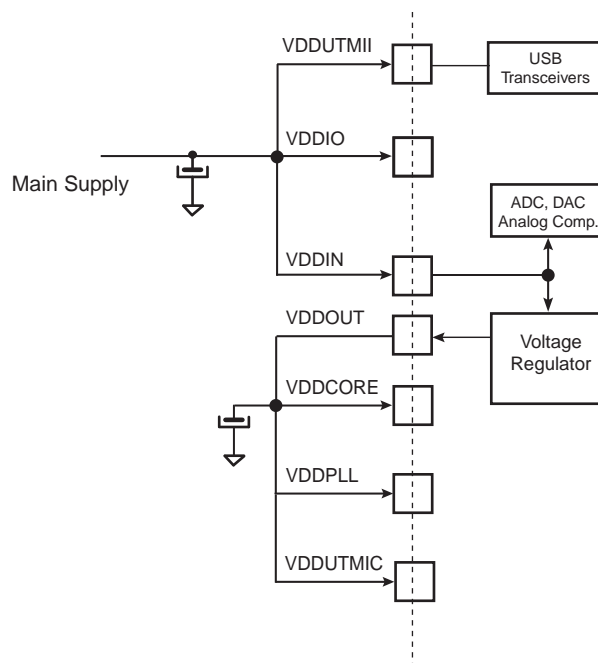 VDDUTMII
USB
Transceivers
VDDIO
Main Supply
ADC, DAC
Analog Comp.
VDDIN
VDDOUT
Voltage
Regulator
VDDCORE
VDDPLL
VDDUTMIC